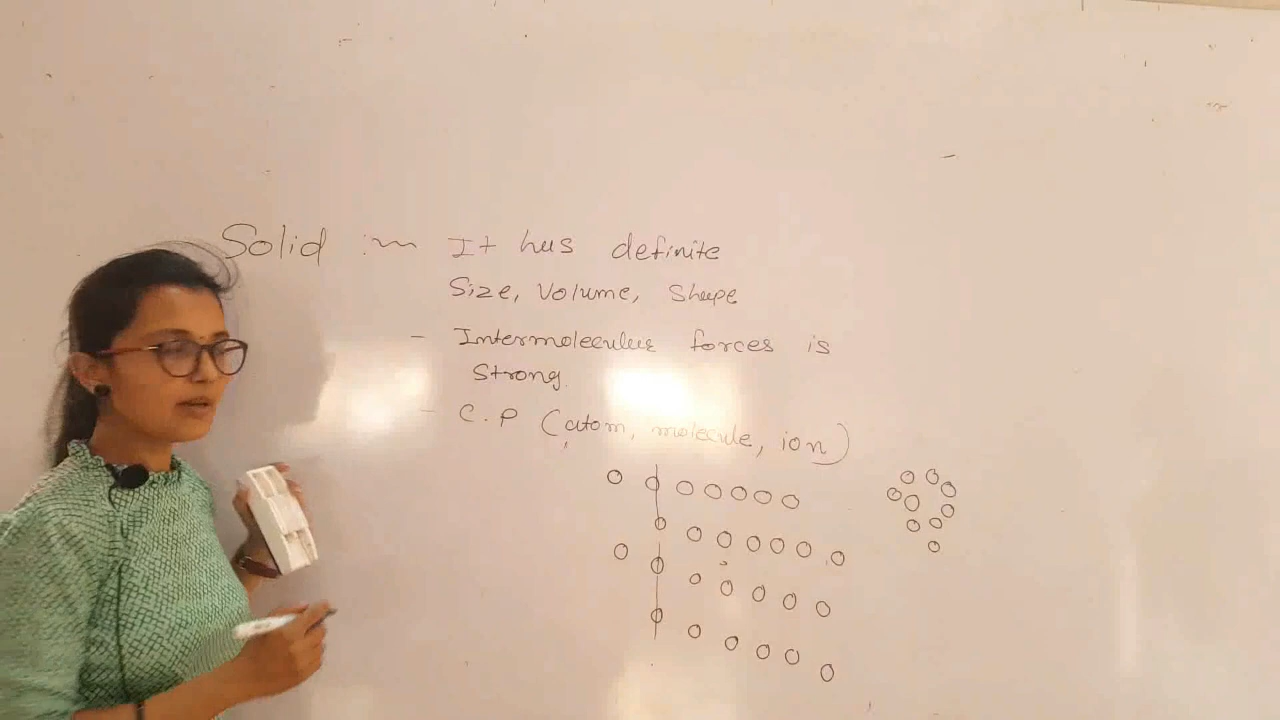 Solid :~ It has definite
Size, Volume, Shape
- Intermolecular forces is
Strong.
- C.P (atom, molecule, ion)